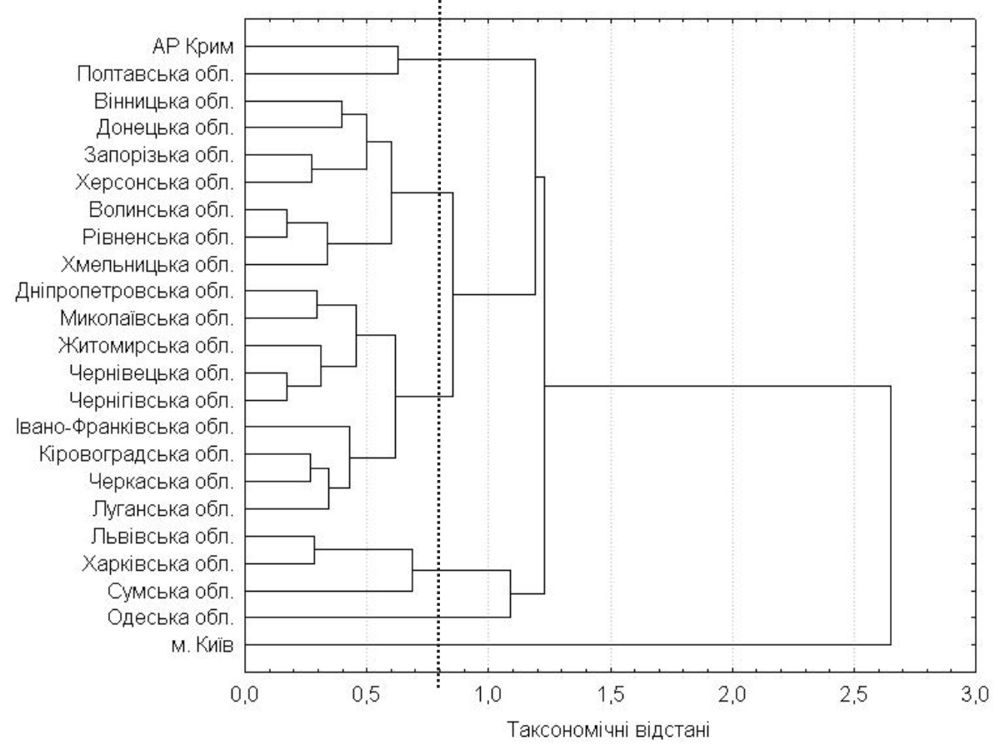 АР Крим
Полтавська обл.
Вінницька обл.
Донецька обл.
Запорізька обл.
Херсонська обл.
Волинська обл.
Рівненська обл.
Хмельницька обл.
Дніпропетровська обл.
Миколаївська обл.
Житомирська обл.
Чернівецька обл.
Чернігівська обл.
Івано-Франківська обл.
Кіровоградська обл.
Черкаська обл.
Луганська обл.
Львівська обл.
Харківська обл.
Сумська обл.
Одеська обл.
м. Київ
0,0 0,5 1,0 1,5 2,0 2,5 3,0
Таксономічні відстані